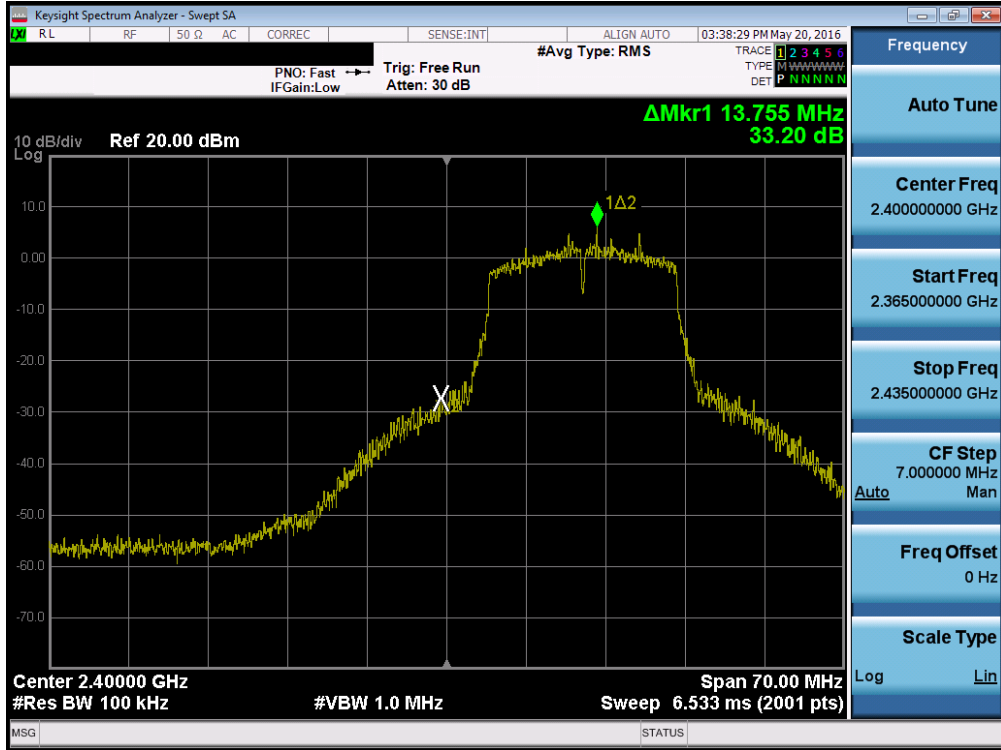 Keysight Spectrum Analyzer - Swept SA
LXI RL RF 50 Ω AC CORREC SENSE:INT ALIGN AUTO 03:38:29 PM May 20, 2016
#Avg Type: RMS TRACE 1 2 3 4 5 6
PNO: Fast Trig: Free Run TYPE M WWWWW
IFGain:Low Atten: 30 dB DET P N N N N N
ΔMkr1 13.755 MHz
33.20 dB
10 dB/div Ref 20.00 dBm
Log
1Δ2
10.0
0.00
-10.0
-20.0
-30.0
-40.0
-50.0
-60.0
-70.0
Center 2.40000 GHz Span 70.00 MHz
#Res BW 100 kHz #VBW 1.0 MHz Sweep 6.533 ms (2001 pts)
MSG STATUS
Frequency
Auto Tune
Center Freq
2.400000000 GHz
Start Freq
2.365000000 GHz
Stop Freq
2.435000000 GHz
CF Step
7.000000 MHz
Auto Man
Freq Offset
0 Hz
Scale Type
Log Lin